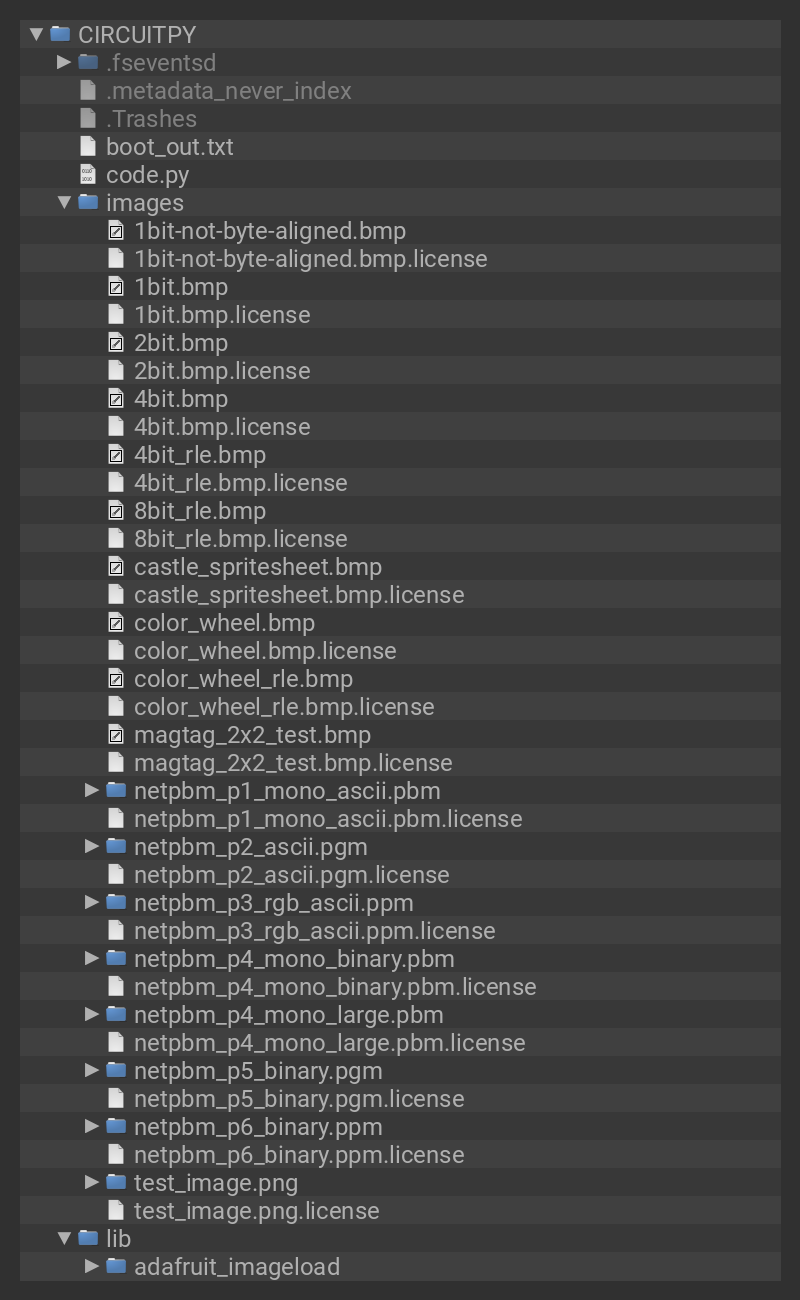 CIRCUITPY
.fseventsd
.metadata_never_index
.Trashes
boot_out.txt
code.py
images
1bit-not-byte-aligned.bmp
1bit-not-byte-aligned.bmp.license
1bit.bmp
1bit.bmp.license
2bit.bmp
2bit.bmp.license
4bit.bmp
4bit.bmp.license
4bit_rle.bmp
4bit_rle.bmp.license
8bit_rle.bmp
8bit_rle.bmp.license
castle_spritesheet.bmp
castle_spritesheet.bmp.license
color_wheel.bmp
color_wheel.bmp.license
color_wheel_rle.bmp
color_wheel_rle.bmp.license
magtag_2x2_test.bmp
magtag_2x2_test.bmp.license
netpbm_p1_mono_ascii.pbm
netpbm_p1_mono_ascii.pbm.license
netpbm_p2_ascii.pgm
netpbm_p2_ascii.pgm.license
netpbm_p3_rgb_ascii.ppm
netpbm_p3_rgb_ascii.ppm.license
netpbm_p4_mono_binary.pbm
netpbm_p4_mono_binary.pbm.license
netpbm_p4_mono_large.pbm
netpbm_p4_mono_large.pbm.license
netpbm_p5_binary.pgm
netpbm_p5_binary.pgm.license
netpbm_p6_binary.ppm
netpbm_p6_binary.ppm.license
test_image.png
test_image.png.license
lib
adafruit_imageload